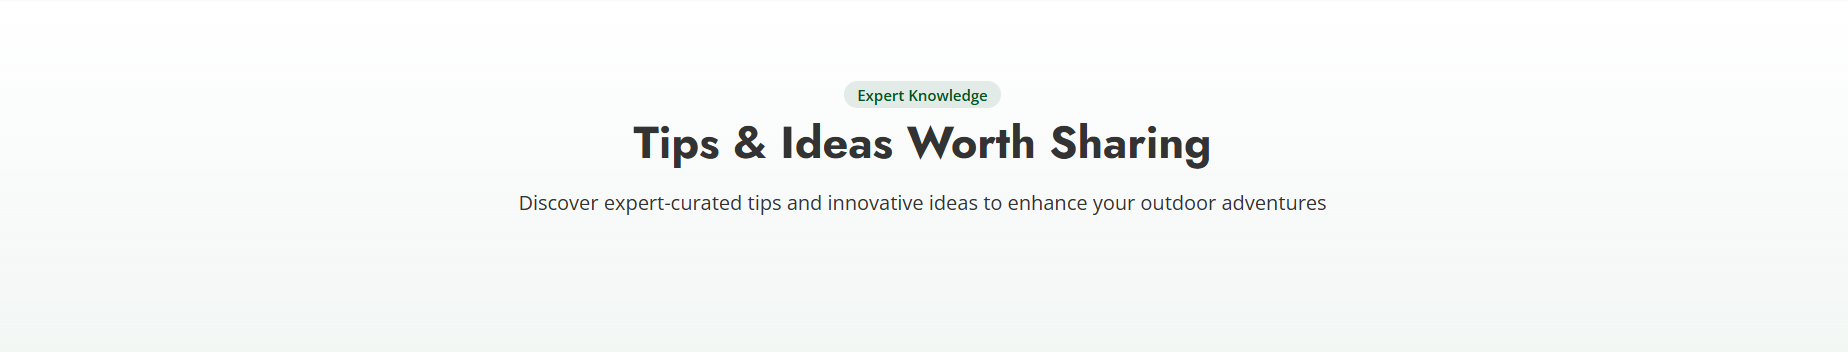 Expert Knowledge
Tips & Ideas Worth Sharing
Discover expert-curated tips and innovative ideas to enhance your outdoor adventures